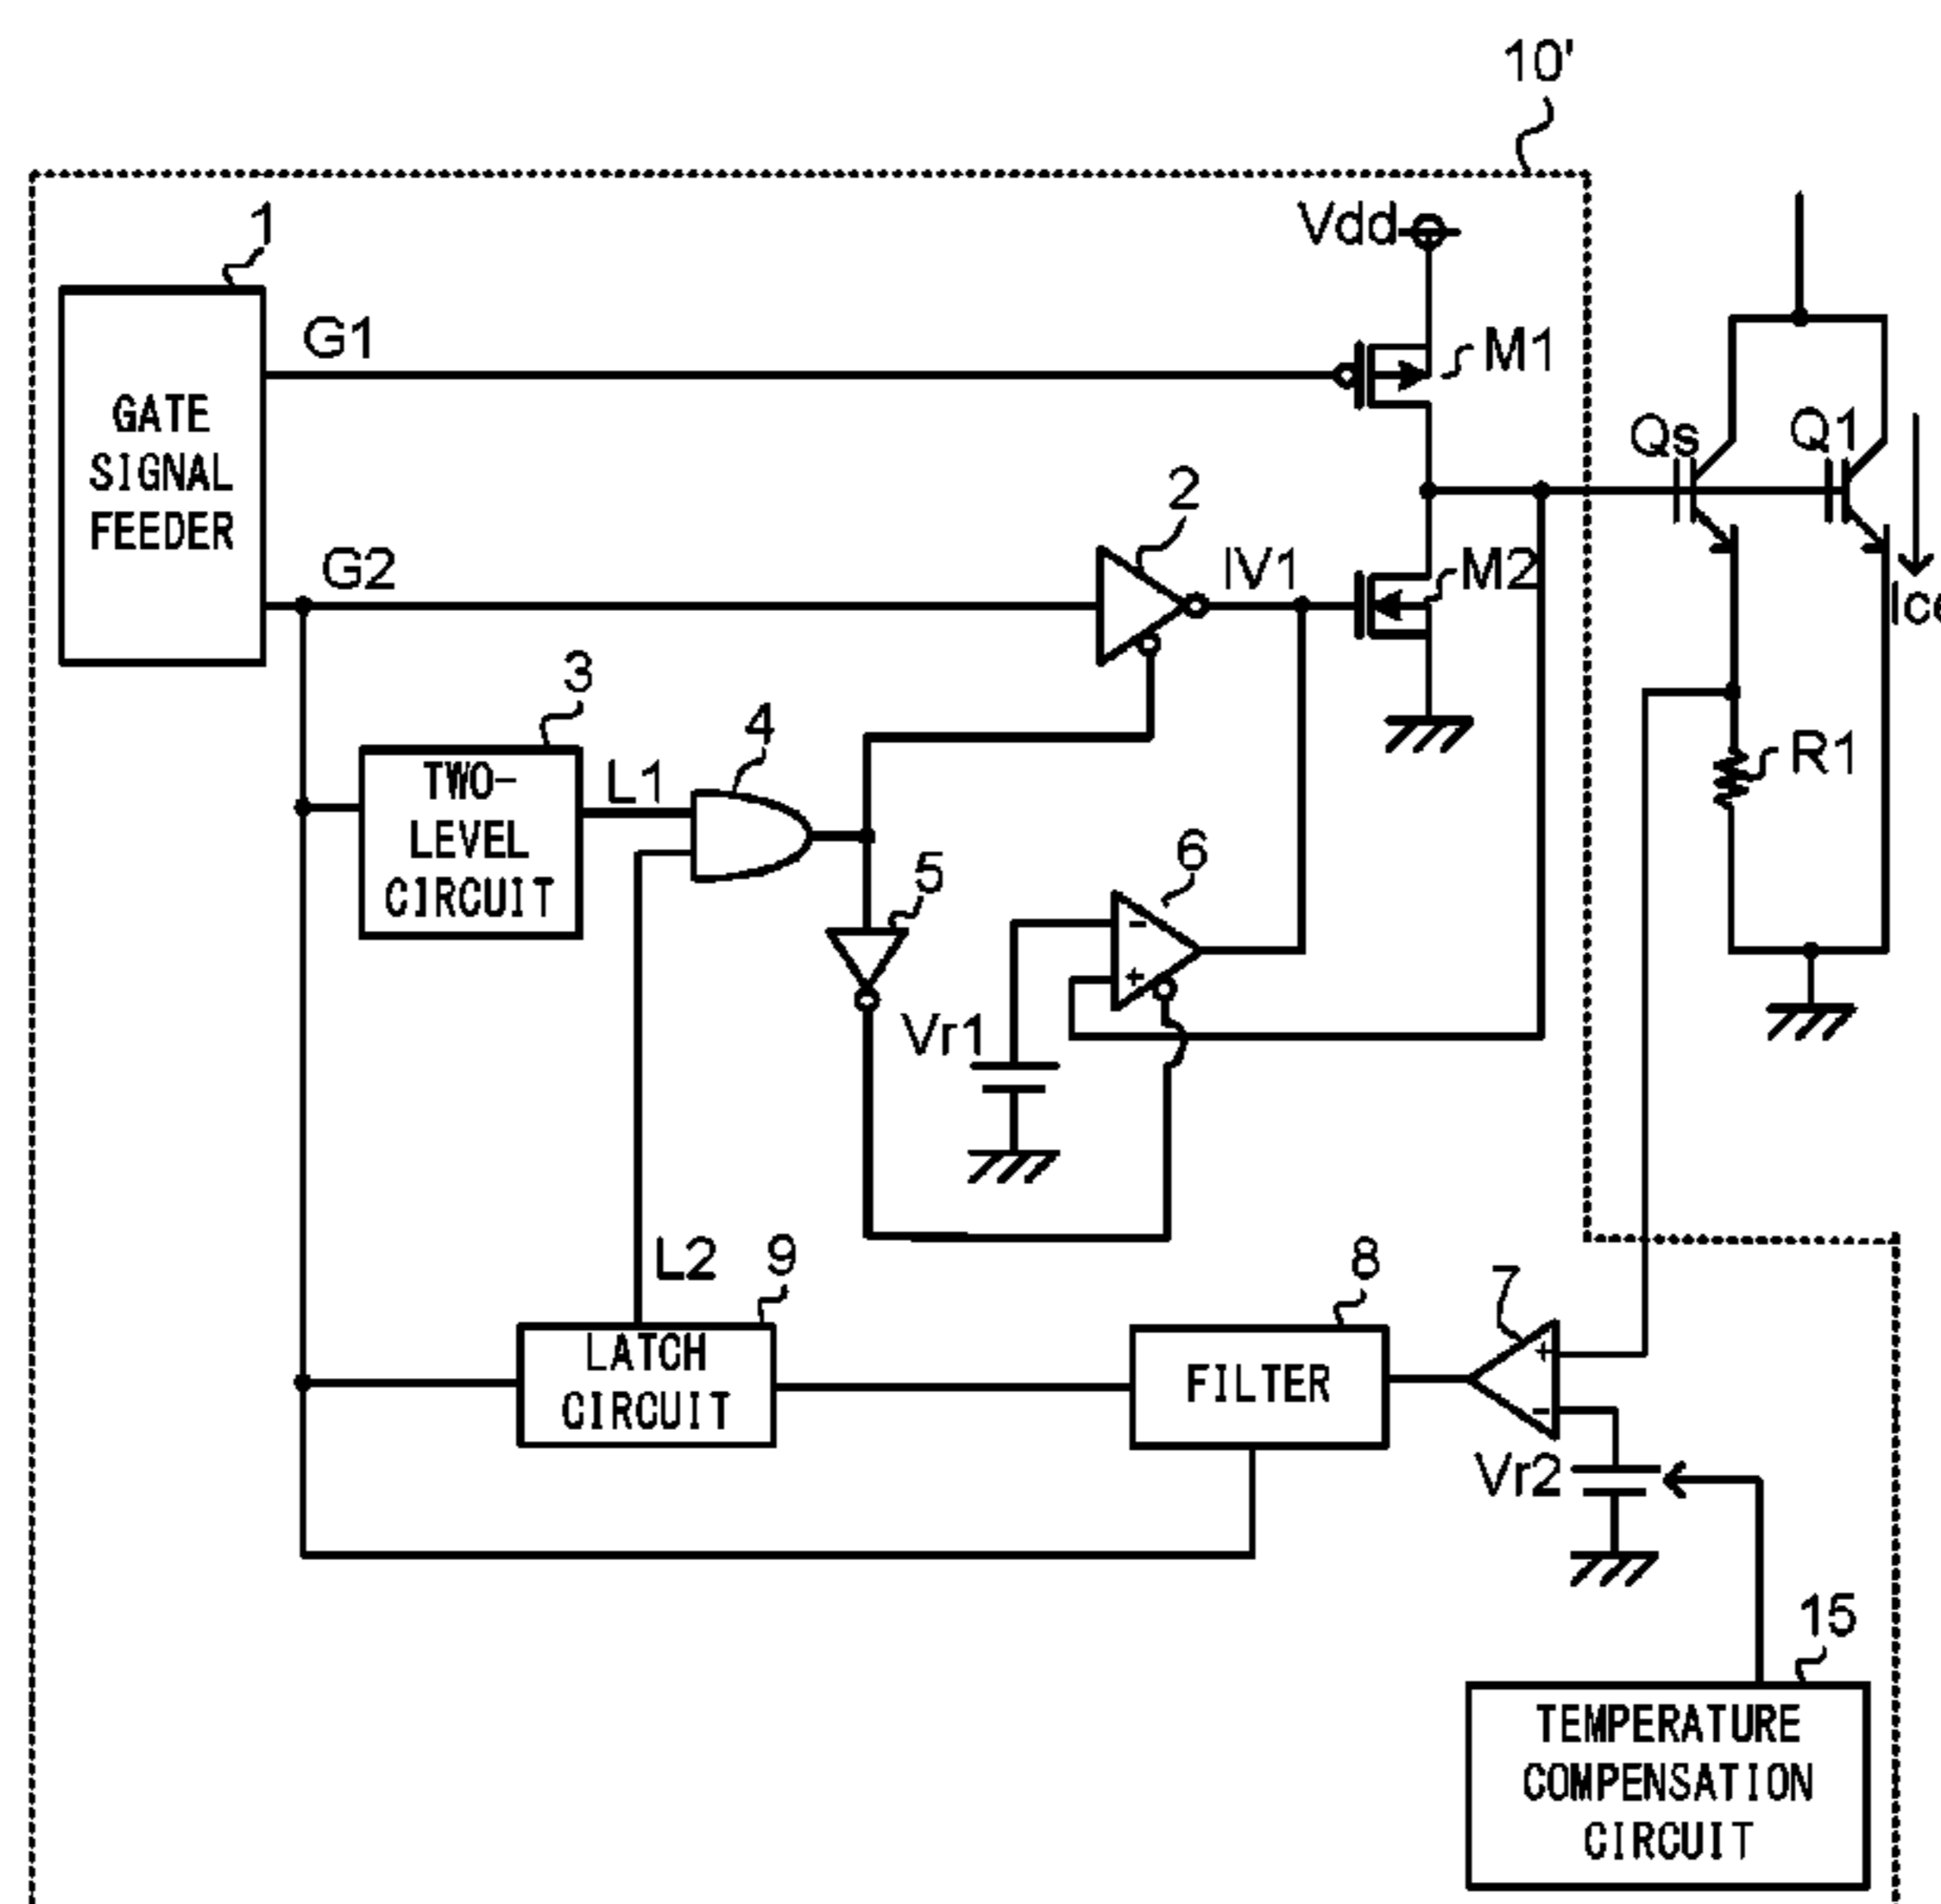 10'
1
Vdd
G1
M1
GATE
SIGNAL
FEEDER
Qs
Q1
2
G2
IV1
M2
3
4
TWO-
LEVEL
CIRCUIT
L1
R1
5
6
-
+
Vr1
L2
9
8
7
LATCH
CIRCUIT
FILTER
+
-
Vr2
15
TEMPERATURE
COMPENSATION
CIRCUIT